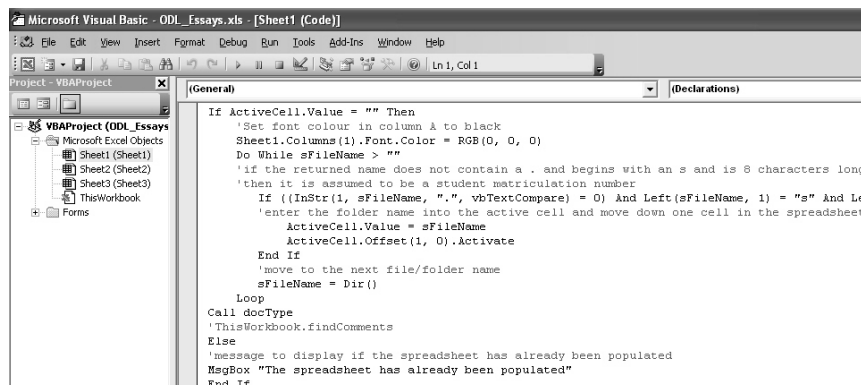 Microsoft Visual Basic - ODL_Essays.xls - [Sheet1 (Code)]
File Edit View Insert Format Debug Run Tools Add-Ins Window Help
Ln 1, Col 1
Project - VBAProject
(General)
(Declarations)
VBAProject (ODL_Essays
Microsoft Excel Objects
Sheet1 (Sheet1)
Sheet2 (Sheet2)
Sheet3 (Sheet3)
ThisWorkbook
Forms
If ActiveCell.Value = "" Then
'Set font colour in column A to black
Sheet1.Columns(1).Font.Color = RGB(0, 0, 0)
Do While sFileName > ""
'if the returned name does not contain a . and begins with an s and is 8 characters long
'then it is assumed to be a student matriculation number
If ((InStr(1, sFileName, ".", vbTextCompare) = 0) And Left(sFileName, 1) = "s" And Le
'enter the folder name into the active cell and move down one cell in the spreadsheet
ActiveCell.Value = sFileName
ActiveCell.Offset(1, 0).Activate
End If
'move to the next file/folder name
sFileName = Dir()
Loop
Call docType
'ThisWorkbook.findComments
Else
'message to display if the spreadsheet has already been populated
MsgBox "The spreadsheet has already been populated"
End If